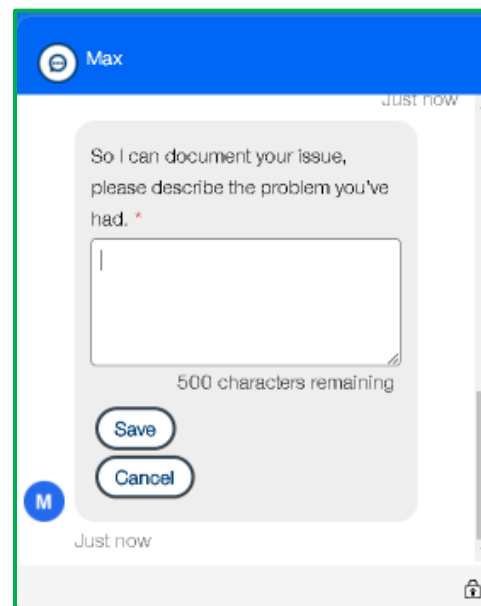 Max
Just now
So I can document your issue,
please describe the problem you've
had. *
500 characters remaining
Save
Cancel
M
Just now